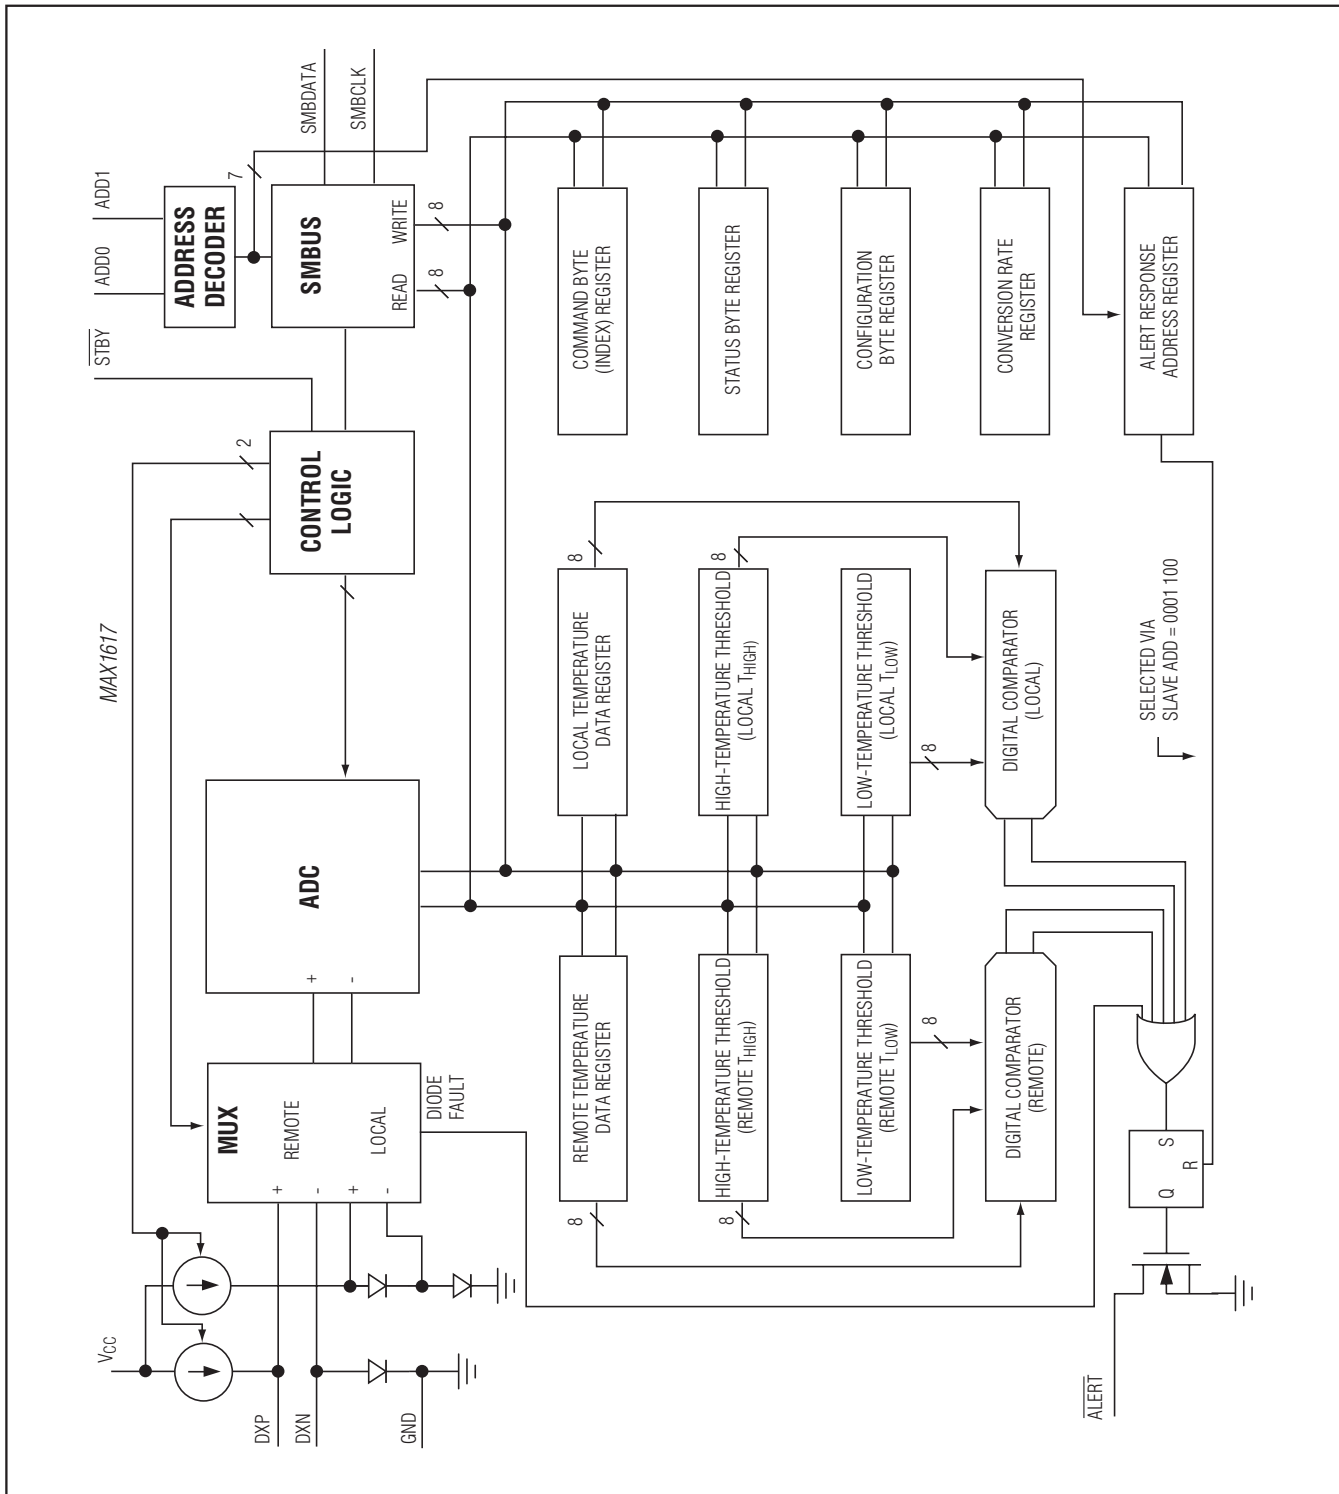 MAX1617
VCC
DXP
DXN
GND
MUX
REMOTE
LOCAL
+
-
+
-
DIODE
FAULT
ADC
+
-
CONTROL
LOGIC
2
STBY
ADD0
ADD1
ADDRESS
DECODER
7
SMBDATA
SMBCLK
SMBUS
READ
WRITE
8
8
REMOTE TEMPERATURE
DATA REGISTER
8
HIGH-TEMPERATURE THRESHOLD
(REMOTE THIGH)
8
LOW-TEMPERATURE THRESHOLD
(REMOTE TLOW)
8
DIGITAL COMPARATOR
(REMOTE)
LOCAL TEMPERATURE
DATA REGISTER
8
HIGH-TEMPERATURE THRESHOLD
(LOCAL THIGH)
8
LOW-TEMPERATURE THRESHOLD
(LOCAL TLOW)
8
DIGITAL COMPARATOR
(LOCAL)
COMMAND BYTE
(INDEX) REGISTER
STATUS BYTE REGISTER
CONFIGURATION
BYTE REGISTER
CONVERSION RATE
REGISTER
ALERT RESPONSE
ADDRESS REGISTER
SELECTED VIA
SLAVE ADD = 0001 100
Q
S
R
ALERT